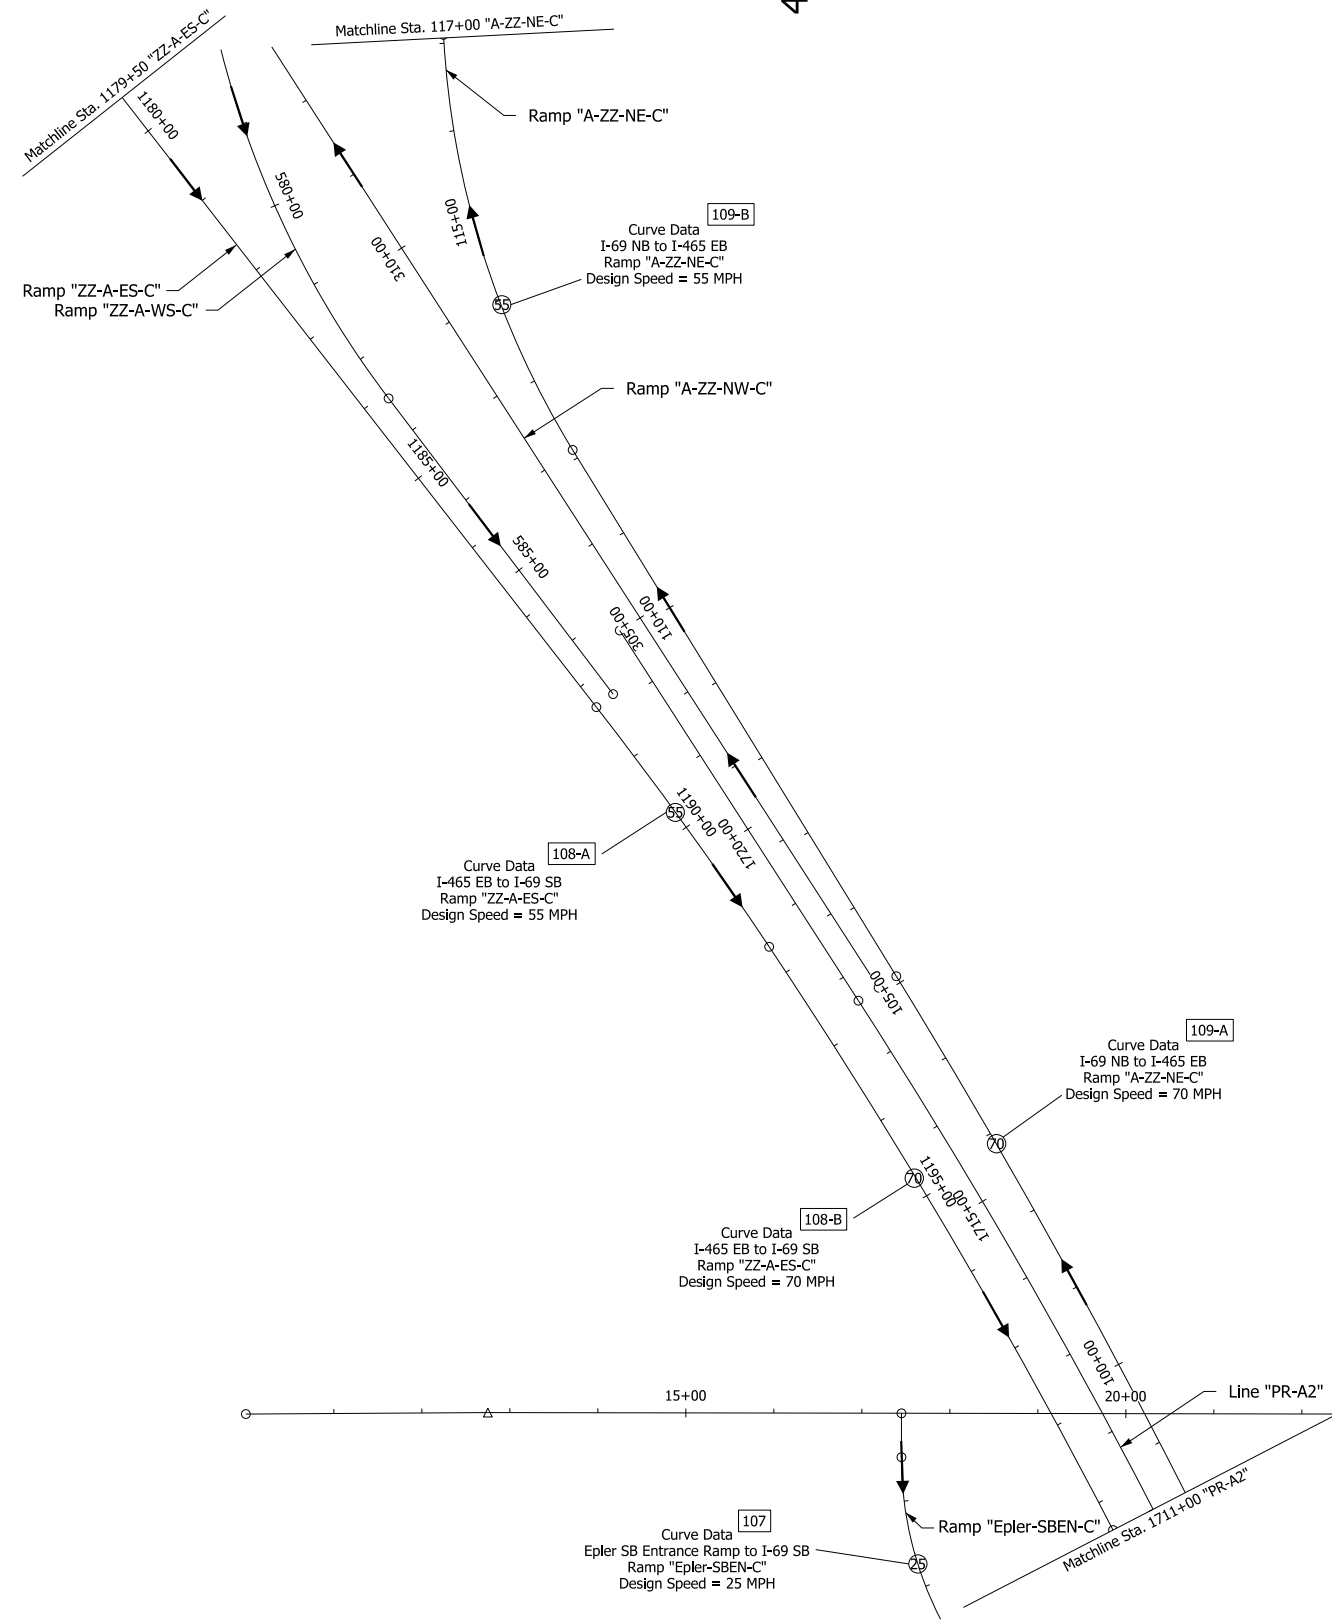 Matchline Sta. 1179+50 "ZZ-A-ES-C"
Matchline Sta. 117+00 "A-ZZ-NE-C"
1180+00
Ramp "A-ZZ-NE-C"
580+00
115+00
310+00
109-B
Curve Data
I-69 NB to I-465 EB
Ramp "A-ZZ-NE-C"
Design Speed = 55 MPH
55
Ramp "ZZ-A-ES-C"
Ramp "ZZ-A-WS-C"
Ramp "A-ZZ-NW-C"
1185+00
585+00
110+00
305+00
1190+00
55
1720+00
108-A
Curve Data
I-465 EB to I-69 SB
Ramp "ZZ-A-ES-C"
Design Speed = 55 MPH
105+00
109-A
Curve Data
I-69 NB to I-465 EB
Ramp "A-ZZ-NE-C"
Design Speed = 70 MPH
70
70
1195+00
1715+00
108-B
Curve Data
I-465 EB to I-69 SB
Ramp "ZZ-A-ES-C"
Design Speed = 70 MPH
100+00
15+00
20+00
Line "PR-A2"
Matchline Sta. 1711+00 "PR-A2"
107
Curve Data
Epler SB Entrance Ramp to I-69 SB
Ramp "Epler-SBEN-C"
Design Speed = 25 MPH
Ramp "Epler-SBEN-C"
25